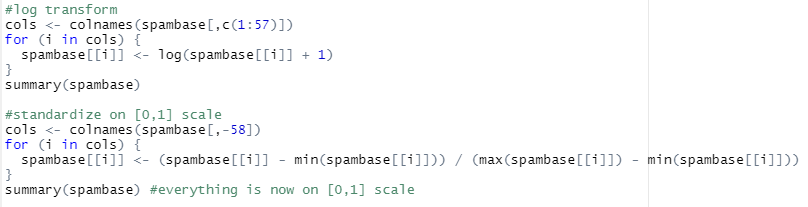 #log transform
cols <- colnames(spambase[,c(1:57)])
for (i in cols) {
  spambase[[i]] <- log(spambase[[i]] + 1)
}
summary(spambase)

#standardize on [0,1] scale
cols <- colnames(spambase[,-58])
for (i in cols) {
  spambase[[i]] <- (spambase[[i]] - min(spambase[[i]])) / (max(spambase[[i]]) - min(spambase[[i]]))
}
summary(spambase) #everything is now on [0,1] scale